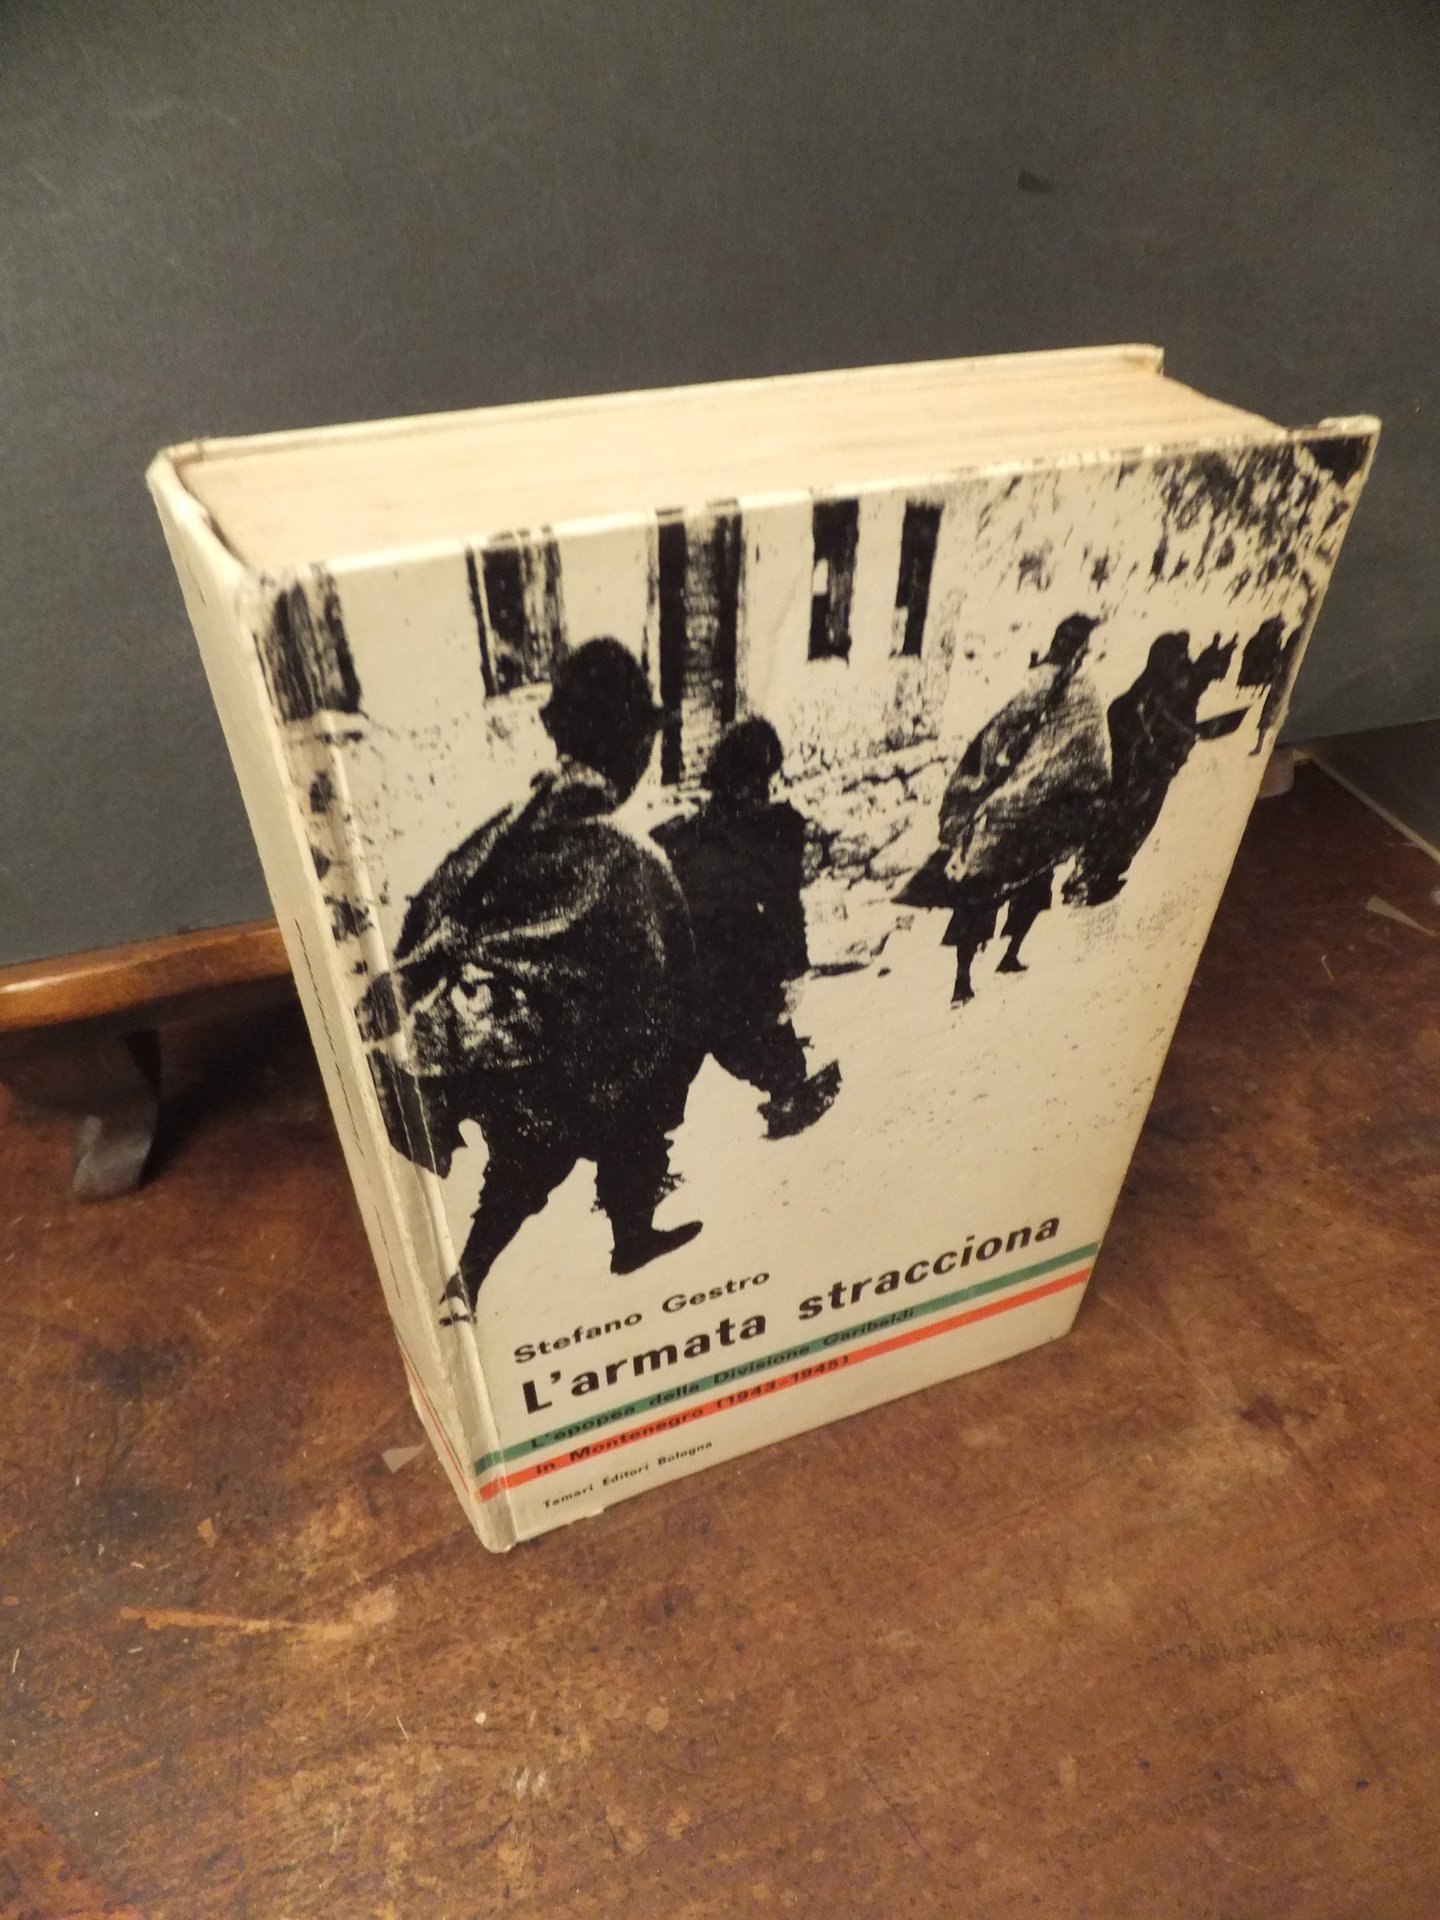 Stefano Gestro
L'armata stracciona
L'epopea della Divisione Garibaldi
in Montenegro (1943-1945)
Tamari Editori Bologna